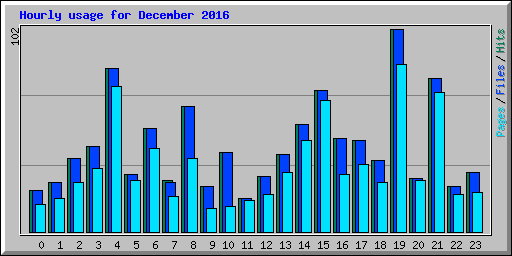 Hourly usage for December 2016
102
Pages/Files/Hits
0 1 2 3 4 5 6 7 8 9 10 11 12 13 14 15 16 17 18 19 20 21 22 23